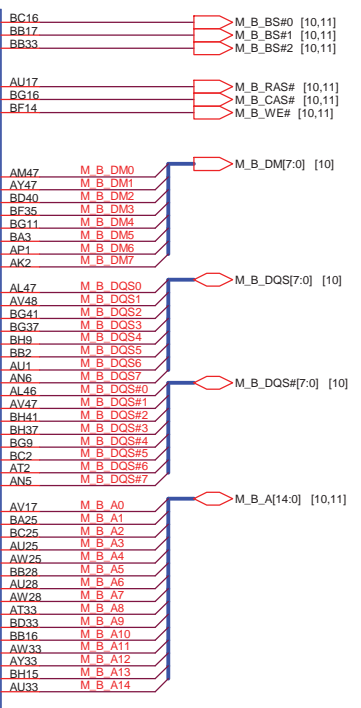 BC16 M_B_BS#0 [10,11]
BB17 M_B_BS#1 [10,11]
BB33 M_B_BS#2 [10,11]
AU17 M_B_RAS# [10,11]
BG16 M_B_CAS# [10,11]
BF14 M_B_WE# [10,11]
M_B_DM[7:0] [10]
AM47 M_B_DM0
AY47 M_B_DM1
BD40 M_B_DM2
BF35 M_B_DM3
BG11 M_B_DM4
BA3 M_B_DM5
AP1 M_B_DM6
AK2 M_B_DM7
M_B_DQS[7:0] [10]
AL47 M_B_DQS0
AV48 M_B_DQS1
BG41 M_B_DQS2
BG37 M_B_DQS3
BH9 M_B_DQS4
BB2 M_B_DQS5
AU1 M_B_DQS6
AN6 M_B_DQS7
M_B_DQS#[7:0] [10]
AL46 M_B_DQS#0
AV47 M_B_DQS#1
BH41 M_B_DQS#2
BH37 M_B_DQS#3
BG9 M_B_DQS#4
BC2 M_B_DQS#5
AT2 M_B_DQS#6
AN5 M_B_DQS#7
M_B_A[14:0] [10,11]
AV17 M_B_A0
BA25 M_B_A1
BC25 M_B_A2
AU25 M_B_A3
AW25 M_B_A4
BB28 M_B_A5
AU28 M_B_A6
AW28 M_B_A7
AT33 M_B_A8
BD33 M_B_A9
BB16 M_B_A10
AW33 M_B_A11
AY33 M_B_A12
BH15 M_B_A13
AU33 M_B_A14